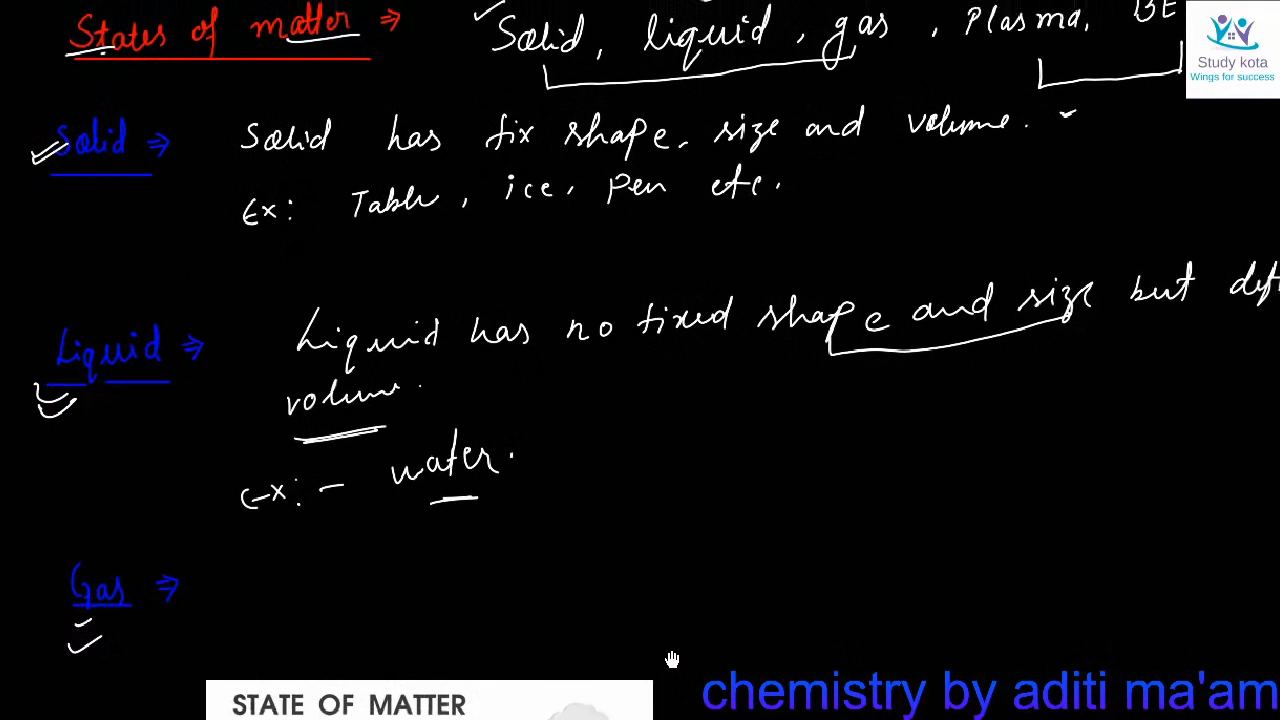 States of matter ⇒ Solid, liquid, gas, Plasma, BE
Study kota
Wings for success
Solid ⇒ Solid has fix shape, size and volume.
Ex: Table, ice, Pen etc.
Liquid ⇒ Liquid has no fixed shape and size but def
volume.
Ex:- water.
Gas ⇒
STATE OF MATTER
chemistry by aditi ma'am